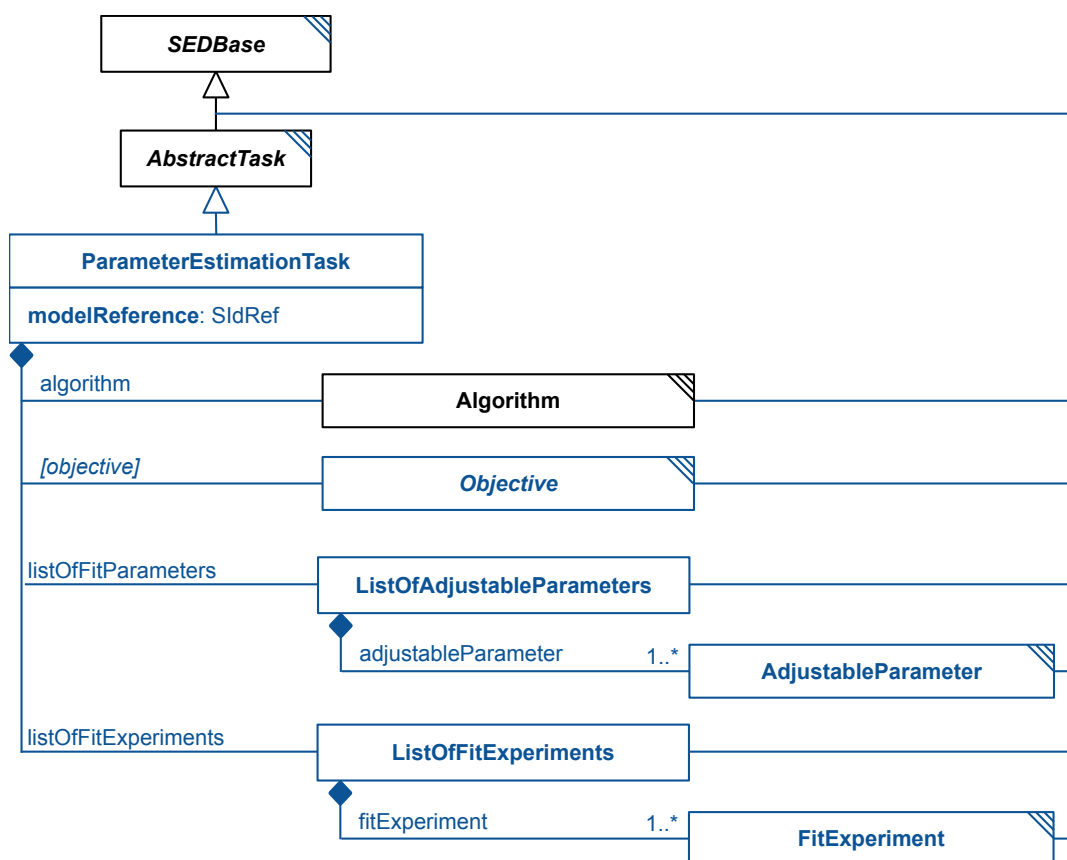 SEDBase
AbstractTask
ParameterEstimationTask
modelReference: SIdRef
algorithm
Algorithm
[objective]
Objective
listOfFitParameters
ListOfAdjustableParameters
adjustableParameter 1..*
AdjustableParameter
listOfFitExperiments
ListOfFitExperiments
fitExperiment 1..*
FitExperiment